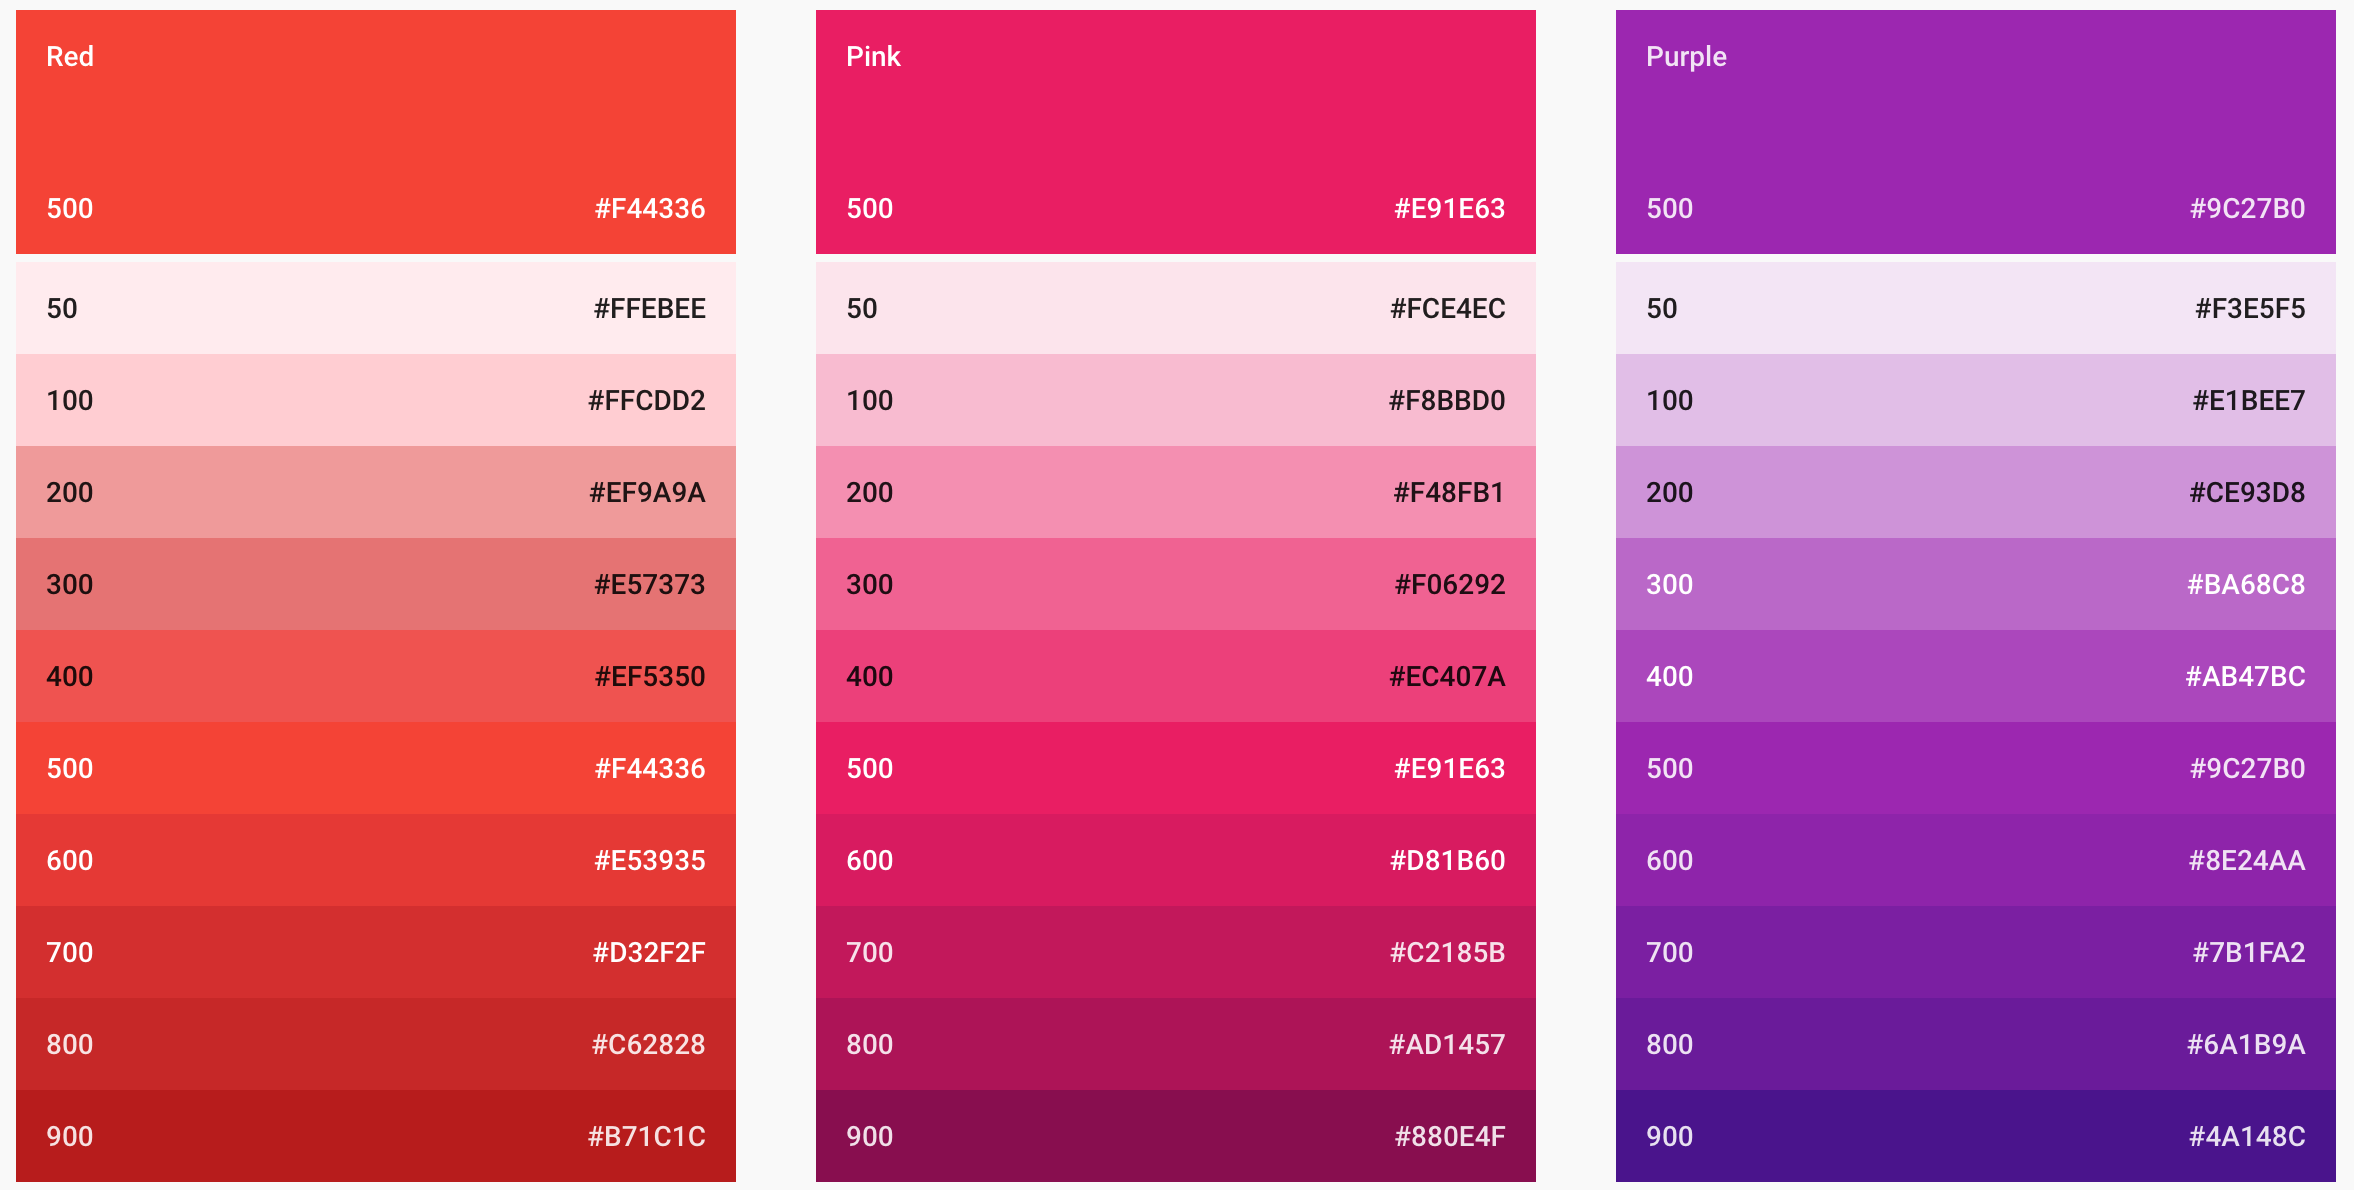 Red
500 #F44336
50 #FFEBEE
100 #FFCDD2
200 #EF9A9A
300 #E57373
400 #EF5350
500 #F44336
600 #E53935
700 #D32F2F
800 #C62828
900 #B71C1C
Pink
500 #E91E63
50 #FCE4EC
100 #F8BBD0
200 #F48FB1
300 #F06292
400 #EC407A
500 #E91E63
600 #D81B60
700 #C2185B
800 #AD1457
900 #880E4F
Purple
500 #9C27B0
50 #F3E5F5
100 #E1BEE7
200 #CE93D8
300 #BA68C8
400 #AB47BC
500 #9C27B0
600 #8E24AA
700 #7B1FA2
800 #6A1B9A
900 #4A148C